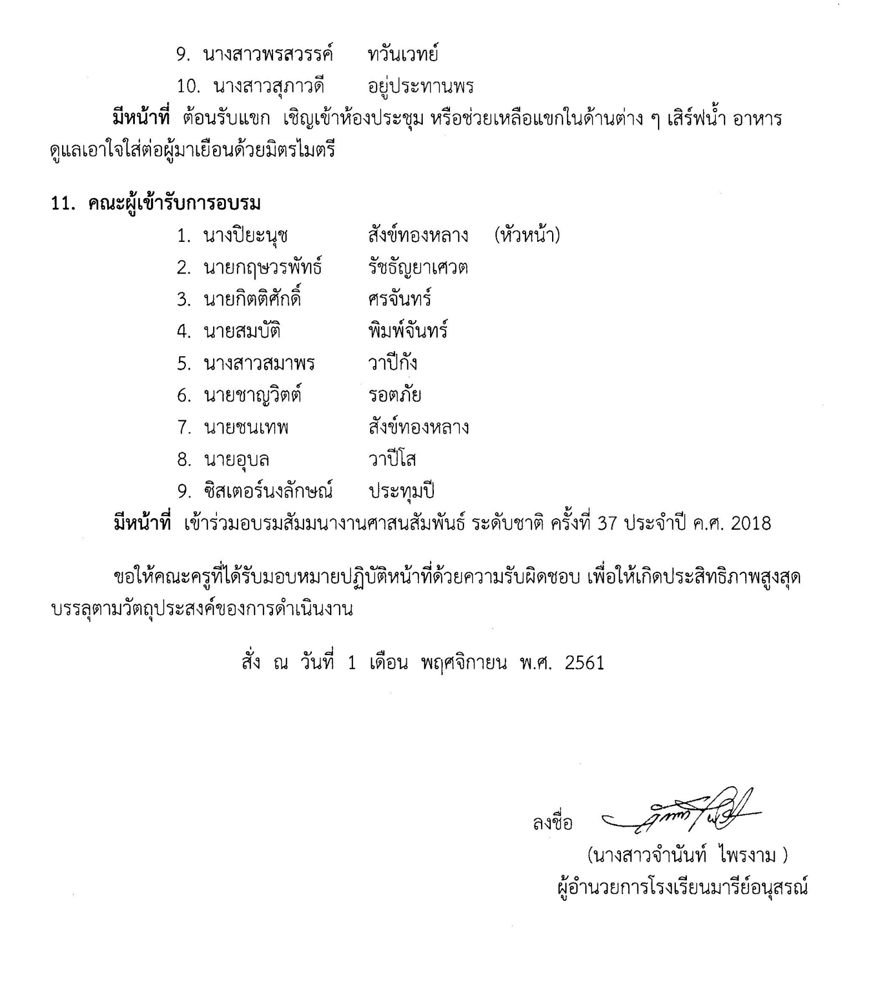 9. นางสาวพรสวรรค์ ทวันเวทย์
10. นางสาวสุภาวดี อยู่ประทานพร
มีหน้าที่ ต้อนรับแขก เชิญเข้าห้องประชุม หรือช่วยเหลือแขกในด้านต่าง ๆ เสิร์ฟน้ำ อาหาร
ดูแลเอาใจใส่ต่อผู้มาเยือนด้วยมิตรไมตรี
11. คณะผู้เข้ารับการอบรม
1. นางปิยะนุช สังข์ทองหลาง (หัวหน้า)
2. นายกฤษวรพัทธ์ รัชธัญยาเศวต
3. นายกิตติศักดิ์ ศรจันทร์
4. นายสมบัติ พิมพ์จันทร์
5. นางสาวสมาพร วาปีกัง
6. นายชาญวิตต์ รอตภัย
7. นายชนเทพ สังข์ทองหลาง
8. นายอุบล วาปีโส
9. ซิสเตอร์นงลักษณ์ ประทุมปี
มีหน้าที่ เข้าร่วมอบรมสัมมนางานศาสนสัมพันธ์ ระดับชาติ ครั้งที่ 37 ประจำปี ค.ศ. 2018
ขอให้คณะครูที่ได้รับมอบหมายปฏิบัติหน้าที่ด้วยความรับผิดชอบ เพื่อให้เกิดประสิทธิภาพสูงสุด
บรรลุตามวัตถุประสงค์ของการดำเนินงาน
สั่ง ณ วันที่ 1 เดือน พฤศจิกายน พ.ศ. 2561
ลงชื่อ
(นางสาวจำนันท์ ไพรงาม )
ผู้อำนวยการโรงเรียนมารีย์อนุสรณ์